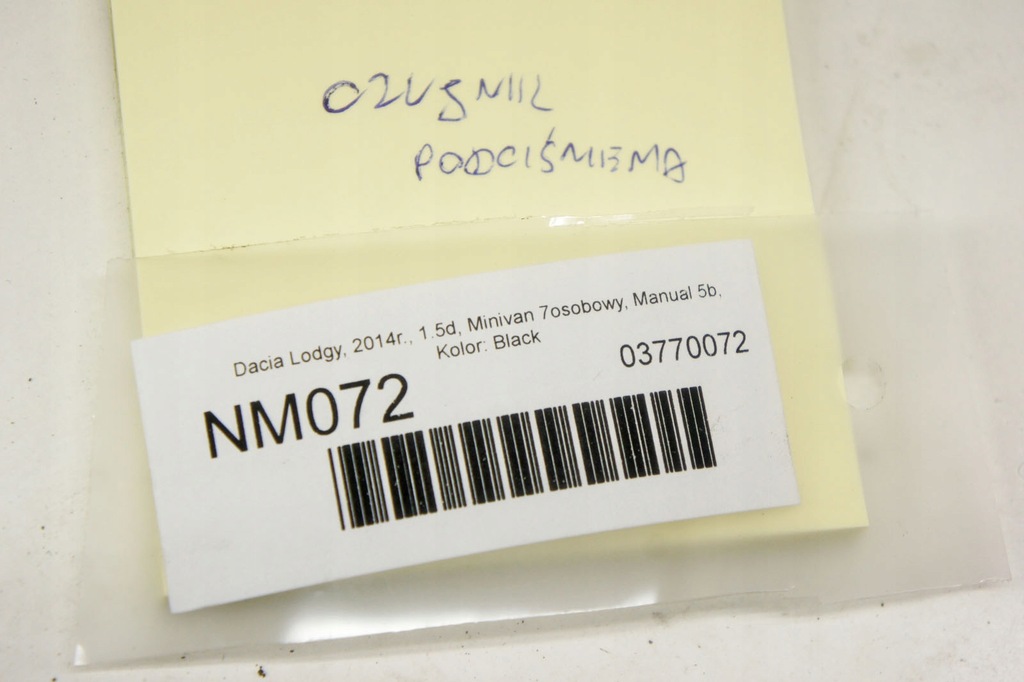 CZUJNIK
PODCIŚNIENIA
Dacia Lodgy, 2014r., 1.5d, Minivan 7osobowy, Manual 5b,
Kolor: Black
03770072
NM072